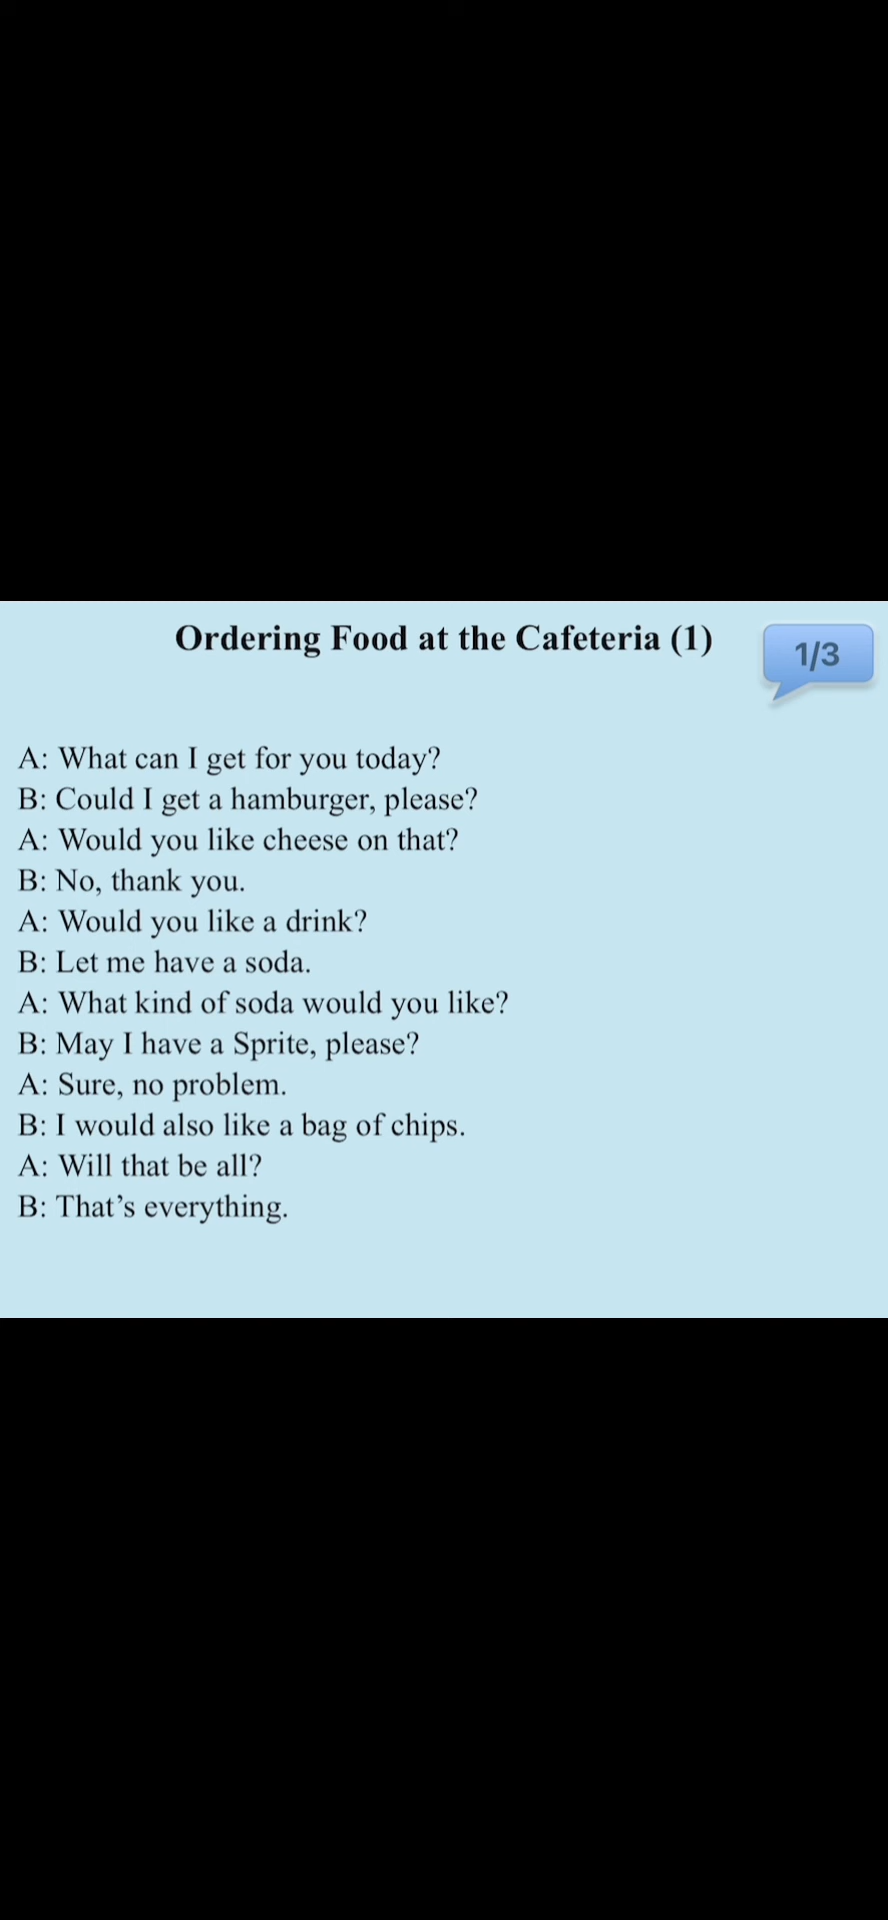 Ordering Food at the Cafeteria (1)
1/3
A: What can I get for you today?
B: Could I get a hamburger, please?
A: Would you like cheese on that?
B: No, thank you.
A: Would you like a drink?
B: Let me have a soda.
A: What kind of soda would you like?
B: May I have a Sprite, please?
A: Sure, no problem.
B: I would also like a bag of chips.
A: Will that be all?
B: That’s everything.